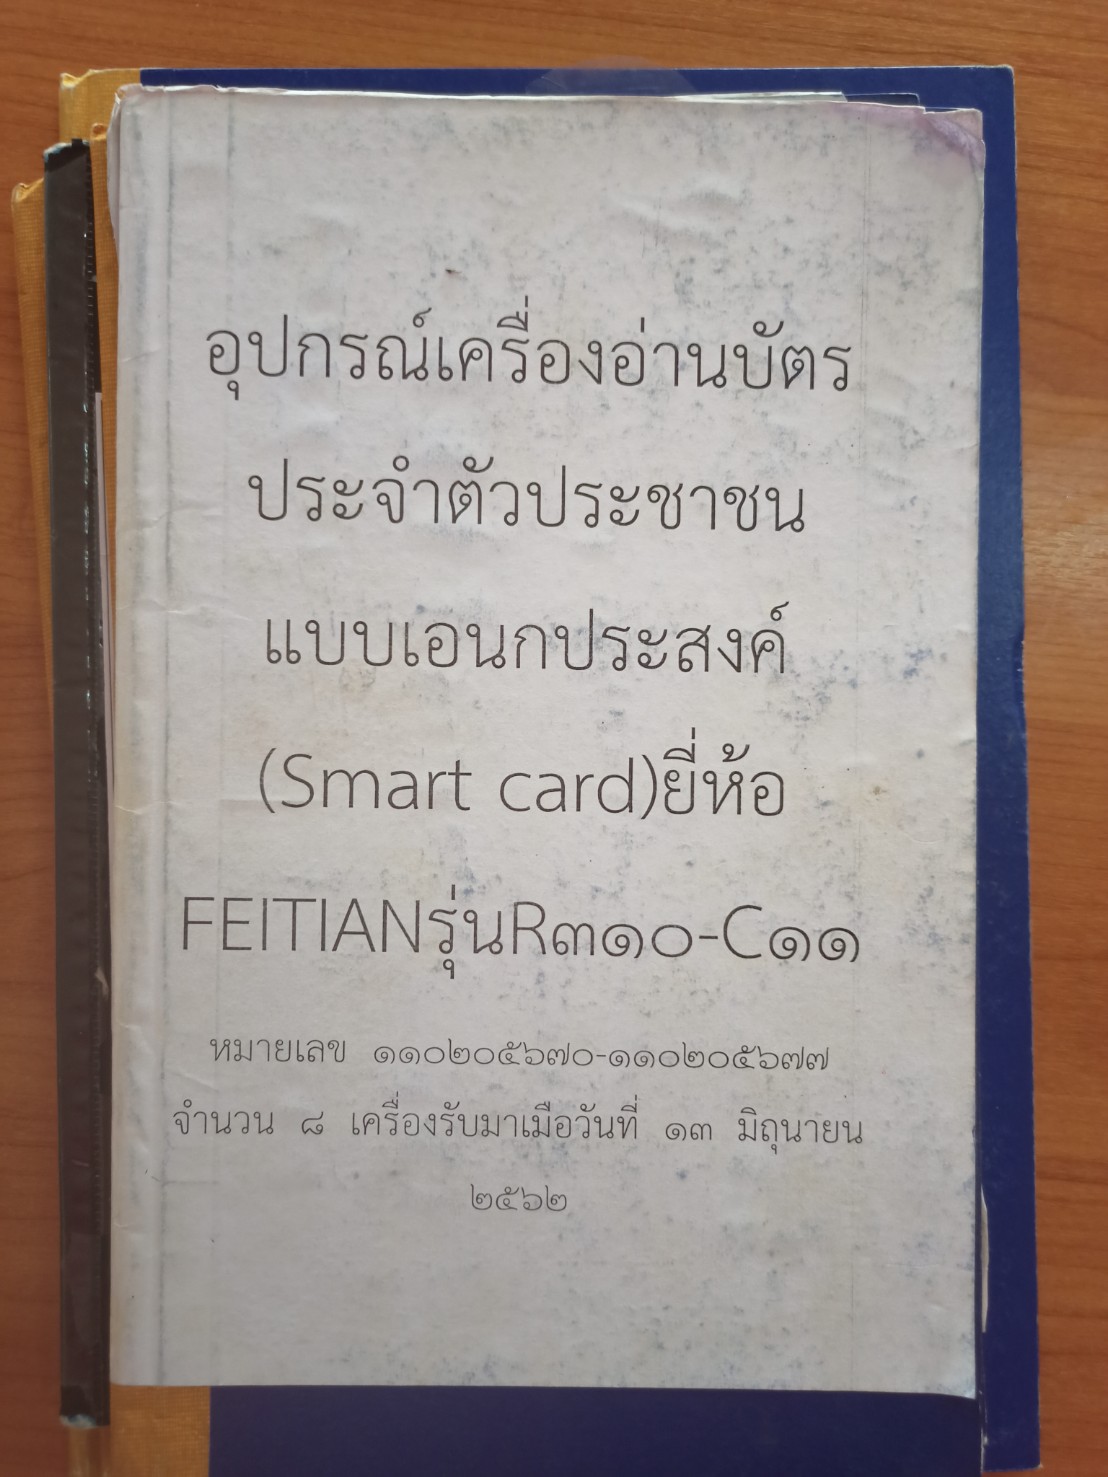 อุปกรณ์เครื่องอ่านบัตร
ประจำตัวประชาชน
แบบเอนกประสงค์
(Smart card)ยี่ห้อ
FEITIANรุ่นR๓๑๐-C๑๑
หมายเลข ๑๑๐๒๐๕๖๗๐-๑๑๐๒๐๕๖๗๗
จำนวน ๘ เครื่องรับมาเมือวันที่ ๑๓ มิถุนายน
๒๕๖๒